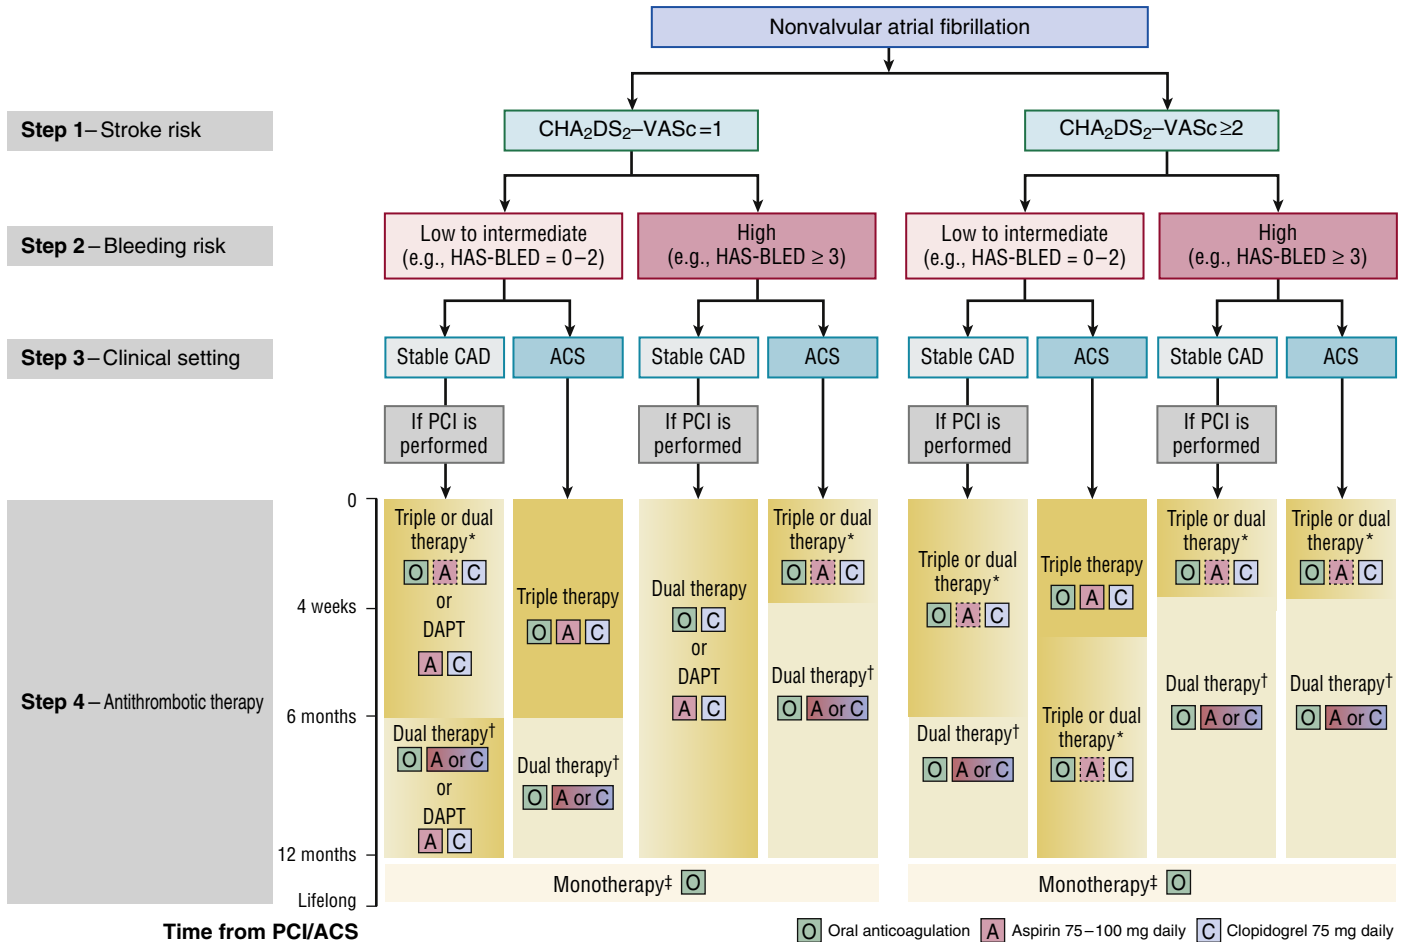 Nonvalvular atrial fibrillation
Step 1 – Stroke risk
CHA₂DS₂–VASc = 1
CHA₂DS₂–VASc ≥ 2
Step 2 – Bleeding risk
Low to intermediate
(e.g., HAS-BLED = 0–2)
High
(e.g., HAS-BLED ≥ 3)
Low to intermediate
(e.g., HAS-BLED = 0–2)
High
(e.g., HAS-BLED ≥ 3)
Step 3 – Clinical setting
Stable CAD
ACS
Stable CAD
ACS
Stable CAD
ACS
Stable CAD
ACS
If PCI is
performed
If PCI is
performed
If PCI is
performed
If PCI is
performed
Step 4 – Antithrombotic therapy
0
4 weeks
6 months
12 months
Lifelong
Time from PCI/ACS
Triple or dual
therapy*
O A C
or
DAPT
A C
Dual therapy†
O A or C
or
DAPT
A C
Triple therapy
O A C
Dual therapy†
O A or C
Dual therapy
O C
or
DAPT
A C
Triple or dual
therapy*
O A C
Dual therapy†
O A or C
Monotherapy‡ O
Triple or dual
therapy*
O A C
Dual therapy†
O A or C
Triple therapy
O A C
Triple or dual
therapy*
O A C
Triple or dual
therapy*
O A C
Dual therapy†
O A or C
Triple or dual
therapy*
O A C
Dual therapy†
O A or C
Monotherapy‡ O
O Oral anticoagulation A Aspirin 75–100 mg daily C Clopidogrel 75 mg daily